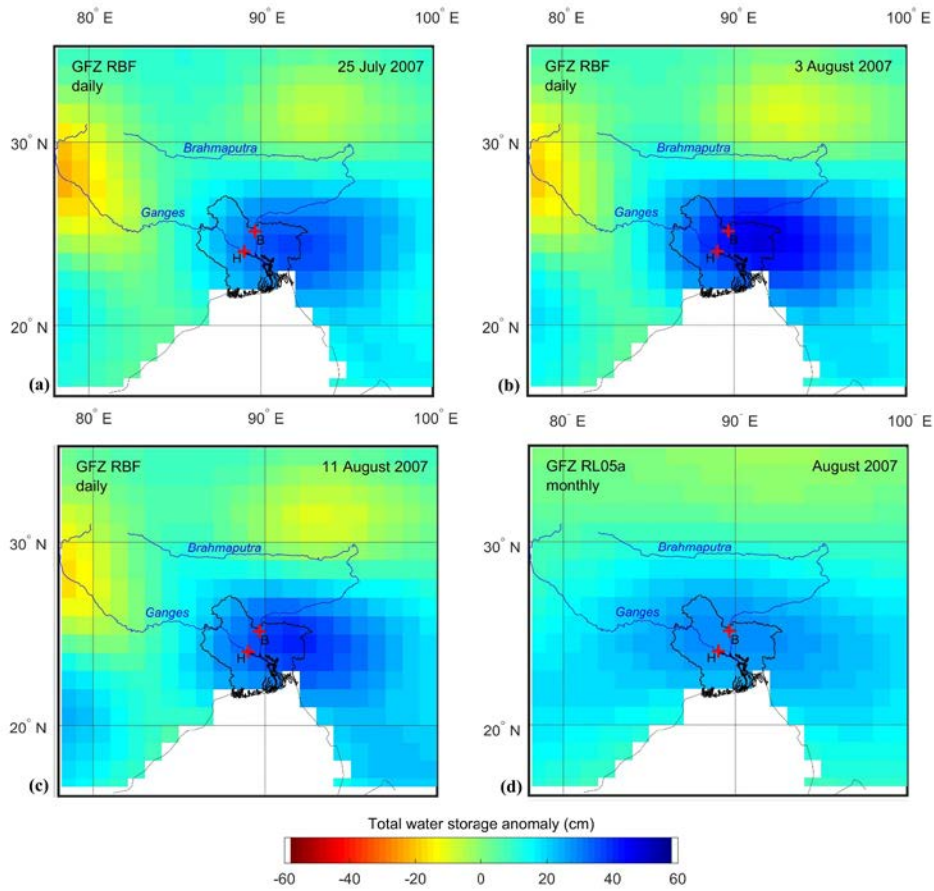 80° E
90° E
100° E
80° E
90° E
100° E
GFZ RBF
daily
25 July 2007
30°
Brahmaputra
Ganges
B
H
20° N
(a)
GFZ RBF
daily
3 August 2007
30°
Brahmaputra
Ganges
B
H
20° N
(b)
80° E
90° E
100° E
80° E
90° E
100° E
GFZ RBF
daily
11 August 2007
30° N
Brahmaputra
Ganges
B
H
20° N
(c)
GFZ RL05a
monthly
August 2007
30° N
Brahmaputra
Ganges
B
H
20° N
(d)
Total water storage anomaly (cm)
-60 -40 -20 0 20 40 60